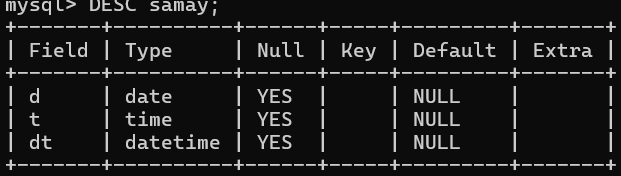 mysql> DESC samay;
+-------+----------+------+-----+---------+-------+
| Field | Type     | Null | Key | Default | Extra |
+-------+----------+------+-----+---------+-------+
| d     | date     | YES  |     | NULL    |       |
| t     | time     | YES  |     | NULL    |       |
| dt    | datetime | YES  |     | NULL    |       |
+-------+----------+------+-----+---------+-------+